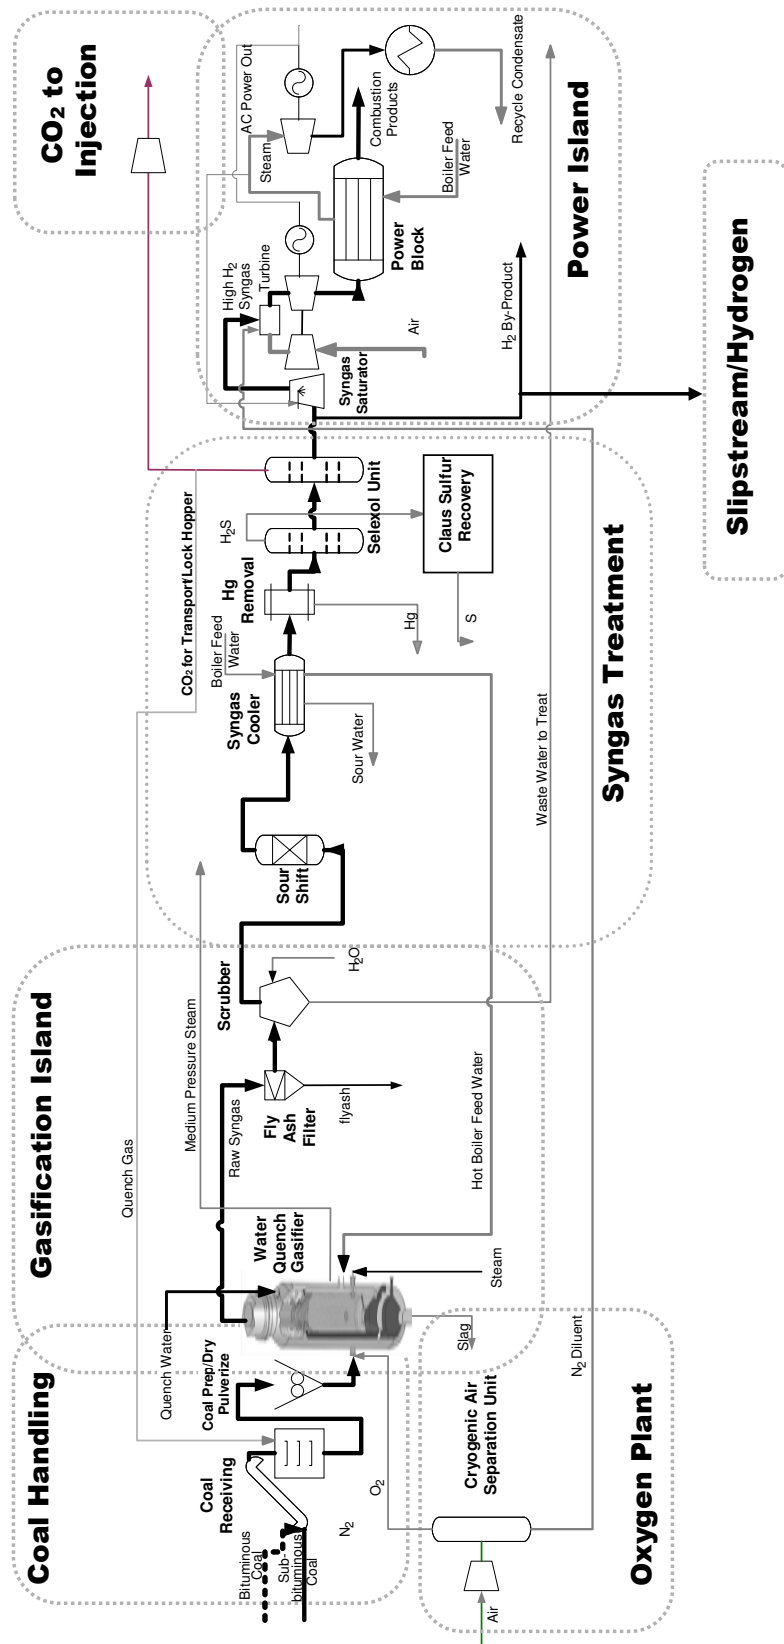 Coal Handling
Bituminous
Coal
Sub-
bituminous
Coal
Coal
Receiving
N2
Coal Prep/Dry
Pulverize
O2
Oxygen Plant
Air
Cryogenic Air
Separation Unit
N2 Diluent
Gasification Island
Quench Water
Quench Gas
Water
Quench
Gasifier
Slag
Steam
Medium Pressure Steam
Raw Syngas
Fly
Ash
Filter
flyash
Hot Boiler Feed Water
Scrubber
H2O
Syngas Treatment
Sour
Shift
Syngas
Cooler
Boiler Feed
Water
Sour Water
Waste Water to Treat
CO2 for Transport/Lock Hopper
Hg
Removal
Hg
H2S
Selexol Unit
Claus Sulfur
Recovery
S
Power Island
Syngas
Saturator
High H2
Syngas
Turbine
Air
H2 By-Product
Power
Block
Steam
AC Power Out
Boiler Feed
Water
Combustion
Products
Recycle Condensate
CO2 to
Injection
Slipstream/Hydrogen